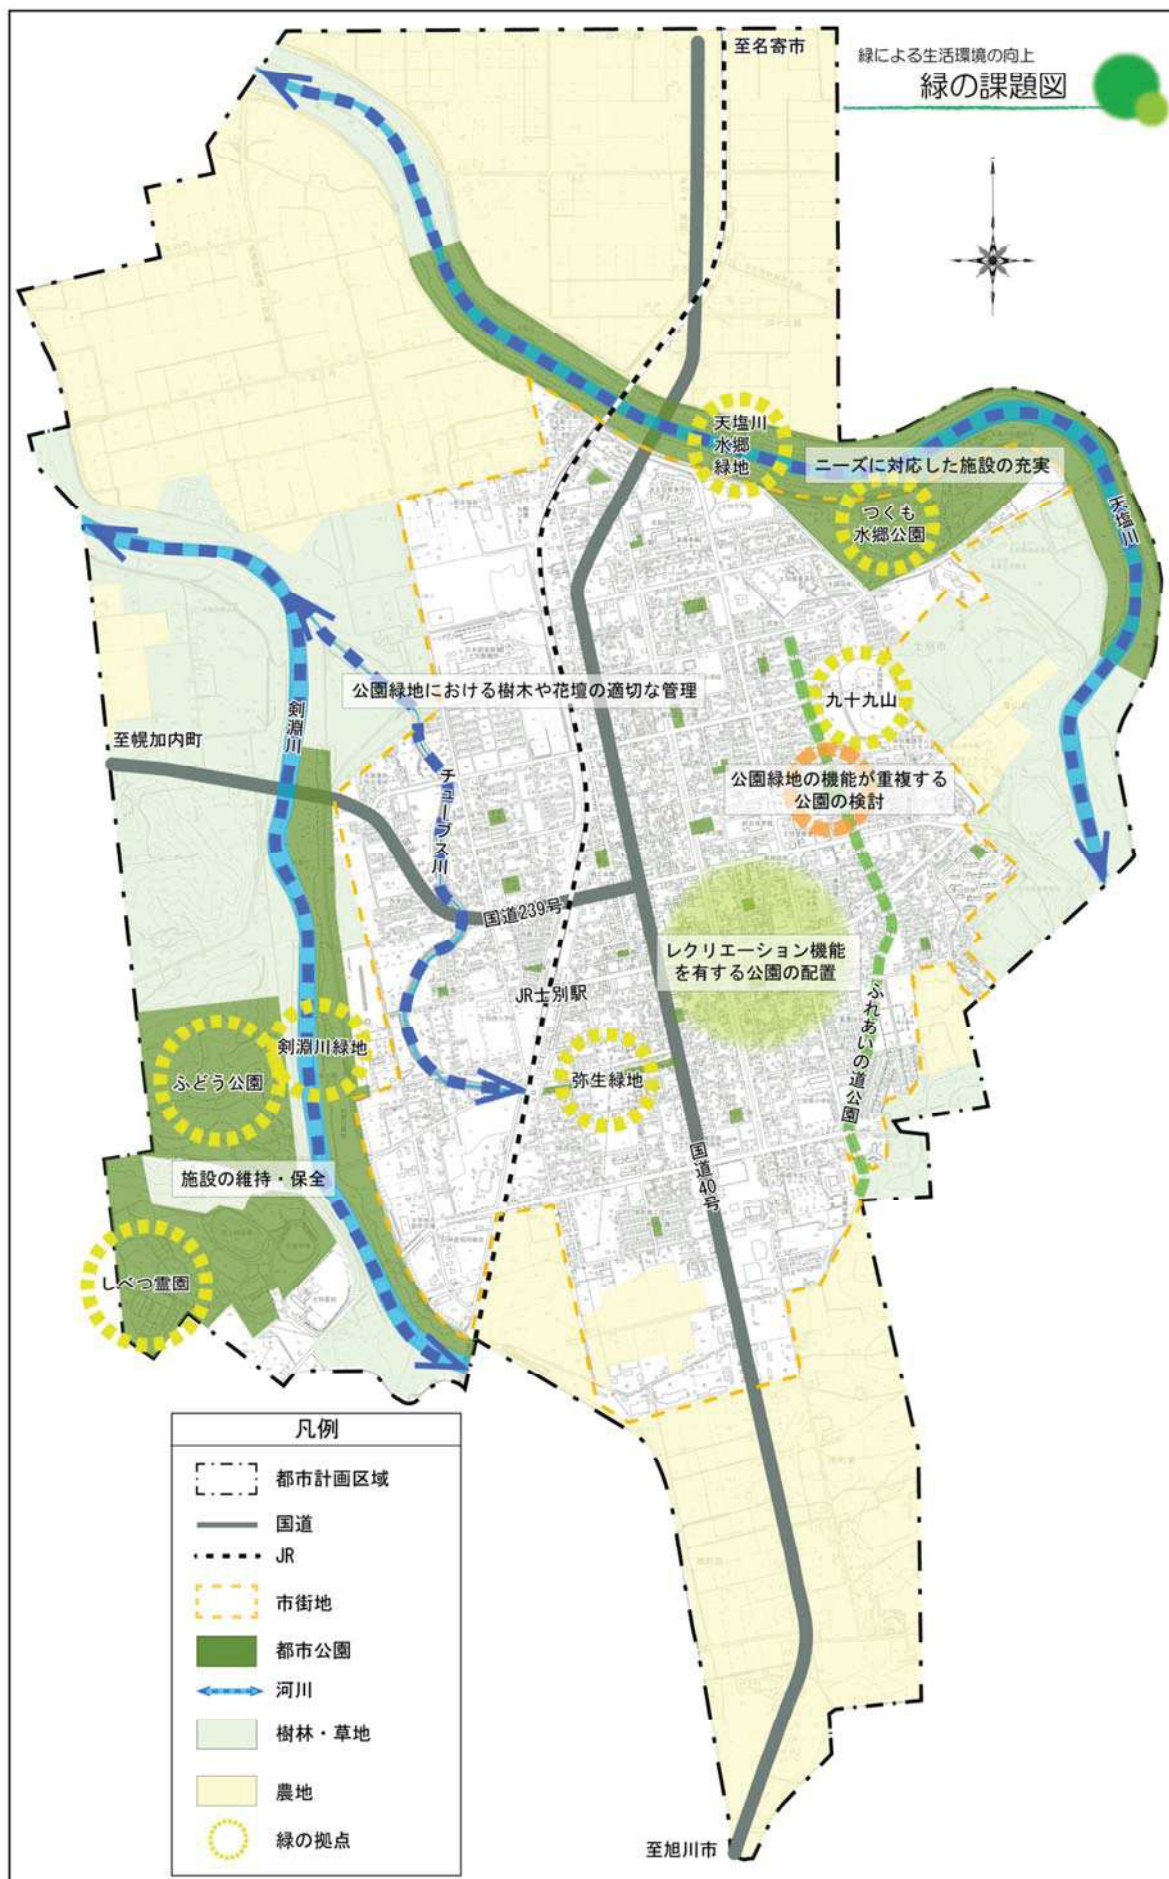 至名寄市
緑による生活環境の向上
緑の課題図
天塩川
水郷
緑地
ニーズに対応した施設の充実
つくも
水郷公園
天塩川
公園緑地における樹木や花壇の適切な管理
九十九山
剣淵川
至幌加内町
チューブス川
公園緑地の機能が重複する
公園の検討
国道239号
レクリエーション機能
を有する公園の配置
JR士別駅
ふれあいの道公園
剣淵川緑地
ふどう公園
弥生緑地
国道40号
施設の維持・保全
しべつ霊園
凡例
都市計画区域
国道
JR
市街地
都市公園
河川
樹林・草地
農地
緑の拠点
至旭川市